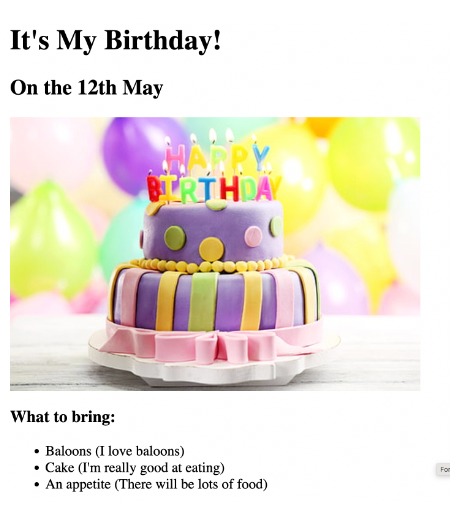 It's My Birthday!
On the 12th May
HAPPY
BIRTHDAY
What to bring:
Baloons (I love baloons)
Cake (I'm really good at eating)
An appetite (There will be lots of food)
For